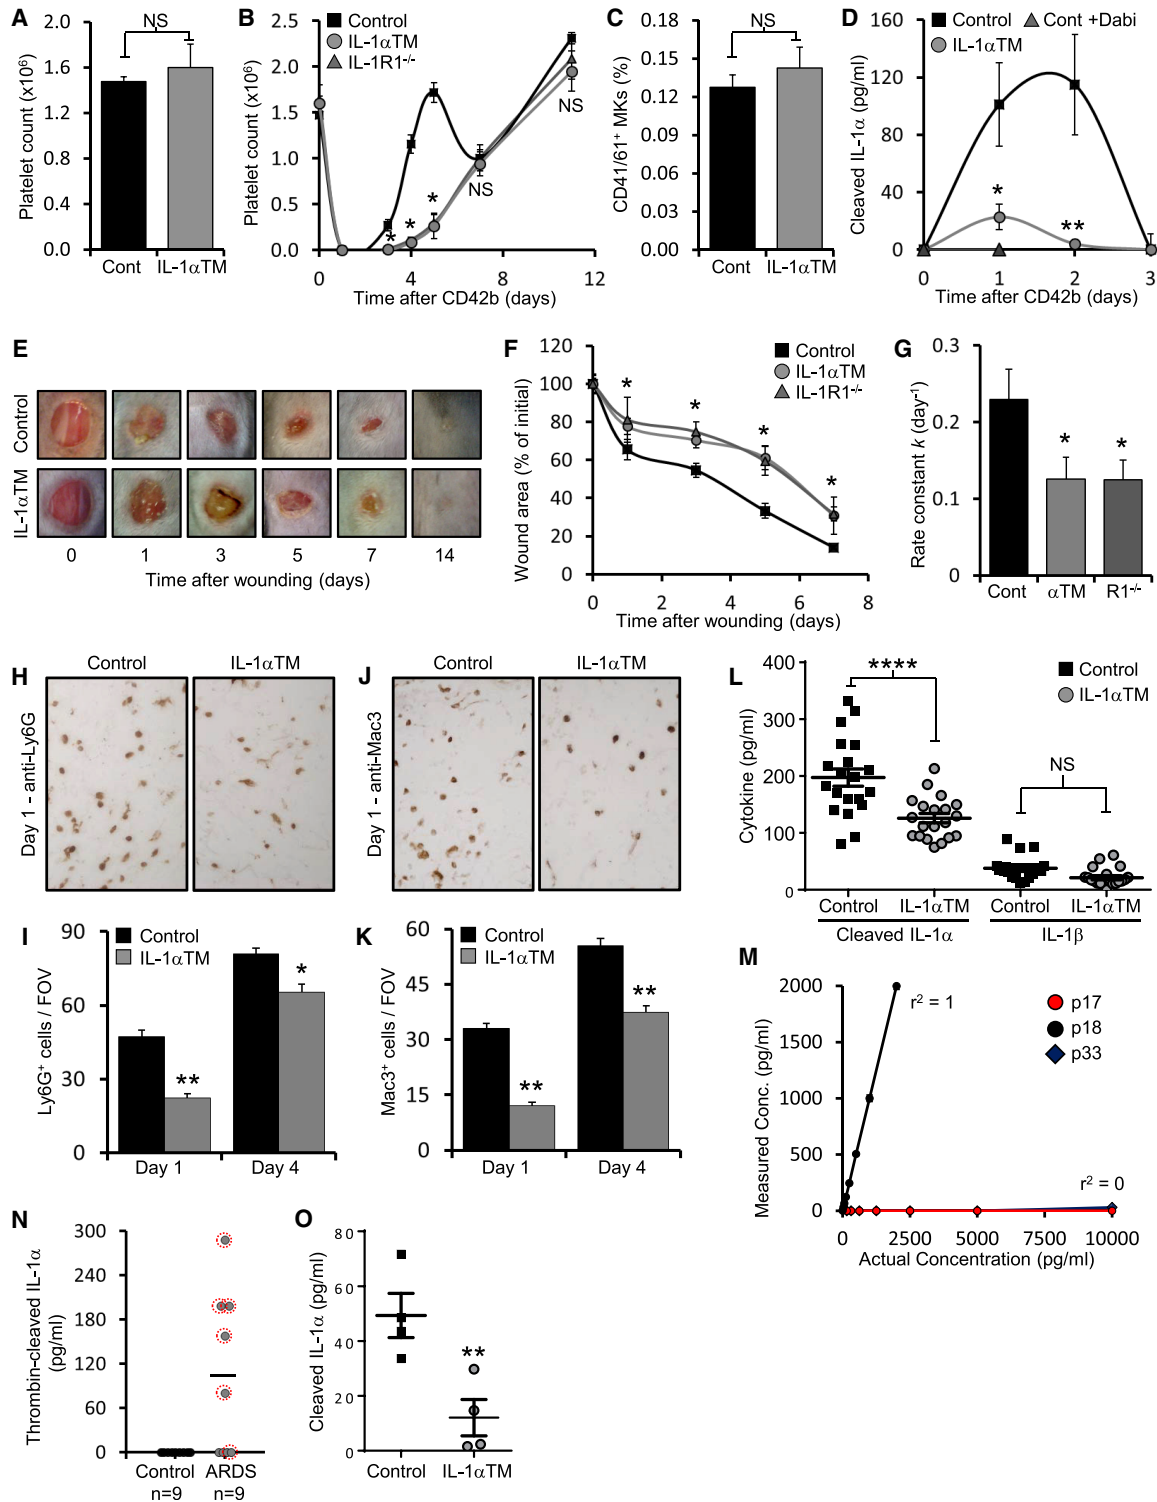 A
Platelet count (x10⁶)
2.0
1.6
1.2
0.8
0.4
0.0
NS
Cont IL-1αTM
B
Platelet count (x10⁶)
2.5
2.0
1.5
1.0
0.5
0.0
Control
IL-1αTM
IL-1R1⁻/⁻
* * *
NS
NS
0 4 8 12
Time after CD42b (days)
C
CD41/61⁺ MKs (%)
0.18
0.15
0.12
0.09
0.06
0.03
0.00
NS
Cont IL-1αTM
D
Cleaved IL-1α (pg/ml)
160
120
80
40
0
Control Cont +Dabi
IL-1αTM
*
**
0 1 2 3
Time after CD42b (days)
E
Control
IL-1αTM
0 1 3 5 7 14
Time after wounding (days)
F
Wound area (% of initial)
120
100
80
60
40
20
0
Control
IL-1αTM
IL-1R1⁻/⁻
* * * *
0 2 4 6 8
Time after wounding (days)
G
Rate constant k (day⁻¹)
0.3
0.2
0.1
0
* *
Cont αTM R1⁻/⁻
H
Control IL-1αTM
Day 1 - anti-Ly6G
J
Control IL-1αTM
Day 1 - anti-Mac3
L
Cytokine (pg/ml)
400
300
200
100
0
Control
IL-1αTM
****
NS
Control IL-1αTM Control IL-1αTM
Cleaved IL-1α IL-1β
I
Ly6G⁺ cells / FOV
90
60
30
0
Control
IL-1αTM
**
*
Day 1 Day 4
K
Mac3⁺ cells / FOV
60
45
30
15
0
Control
IL-1αTM
**
**
Day 1 Day 4
M
Measured Conc. (pg/ml)
2000
1500
1000
500
0
r² = 1
r² = 0
p17
p18
p33
0 2500 5000 7500 10000
Actual Concentration (pg/ml)
N
Thrombin-cleaved IL-1α
(pg/ml)
300
240
180
120
60
0
Control ARDS
n=9 n=9
O
Cleaved IL-1α (pg/ml)
80
60
40
20
0
**
Control IL-1αTM